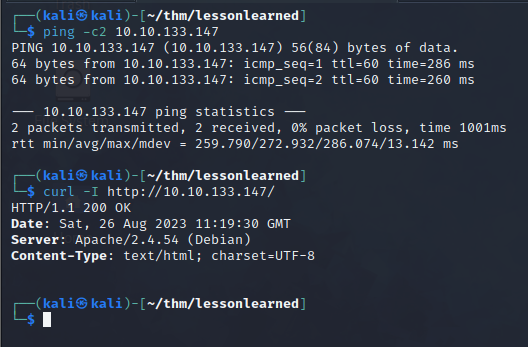 ┌──(kali㉿kali)-[~/thm/lessonlearned]
└─$ ping -c2 10.10.133.147
PING 10.10.133.147 (10.10.133.147) 56(84) bytes of data.
64 bytes from 10.10.133.147: icmp_seq=1 ttl=60 time=286 ms
64 bytes from 10.10.133.147: icmp_seq=2 ttl=60 time=260 ms
--- 10.10.133.147 ping statistics ---
2 packets transmitted, 2 received, 0% packet loss, time 1001ms
rtt min/avg/max/mdev = 259.790/272.932/286.074/13.142 ms
┌──(kali㉿kali)-[~/thm/lessonlearned]
└─$ curl -I http://10.10.133.147/
HTTP/1.1 200 OK
Date: Sat, 26 Aug 2023 11:19:30 GMT
Server: Apache/2.4.54 (Debian)
Content-Type: text/html; charset=UTF-8
┌──(kali㉿kali)-[~/thm/lessonlearned]
└─$